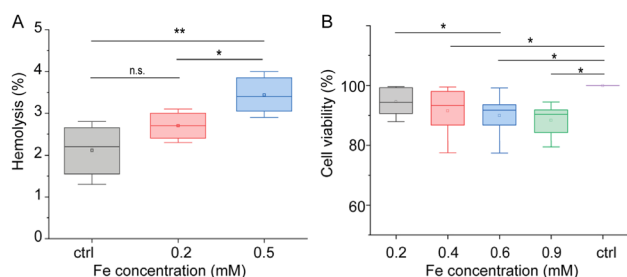 A
Hemolysis (%)
5
4
3
2
1
0
**
n.s.
*
ctrl 0.2 0.5
Fe concentration (mM)
B
Cell viability (%)
100
80
60
*
*
*
*
0.2 0.4 0.6 0.9 ctrl
Fe concentration (mM)